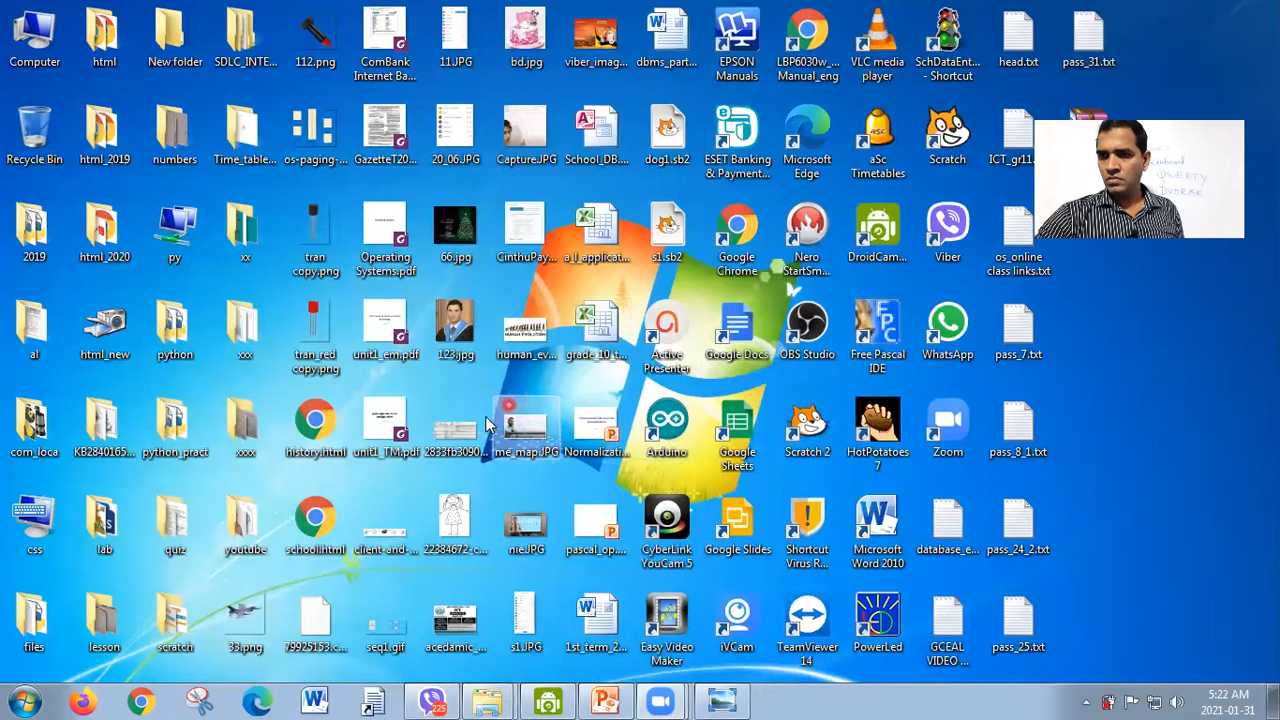 Computer
html
New folder
SDLC_INTE...
112.png
ComBank
Internet Ba...
11.JPG
bd.jpg
viber_imag...
dbms_part...
EPSON
Manuals
LBP6030w_...
Manual_eng
VLC media
player
SchDataEnt...
- Shortcut
head.txt
pass_31.txt
Recycle Bin
html_2019
numbers
Time_table...
os-paging-...
GazetteT20...
20_06.JPG
Capture.JPG
School_DB....
dog1.sb2
ESET Banking
& Payment...
Microsoft
Edge
aSc
Timetables
Scratch
ICT_gr11.
Keyboard
QWERTY
DVORAK
2019
html_2020
py
xx
tran
copy.png
Operating
Systems.pdf
66.jpg
CinthuPay...
a_l_applicat...
s1.sb2
Google
Chrome
Nero
StartSm...
DroidCam...
Viber
os_online
class links.txt
al
html_new
python
xxx
tran_red
copy.png
unit1_em.pdf
123.jpg
HUMAN EVOLUTION
human_ev...
grade_10_t...
Active
Presenter
Google Docs
OBS Studio
Free Pascal
IDE
WhatsApp
pass_7.txt
com_loca
KB2840165...
python_pract
xxxx
history.html
unit1_TM.pdf
2833fb3090...
me_map.JPG
Normalizati...
Arduino
Google
Sheets
Scratch 2
HotPotatoes
7
Zoom
pass_8_1.txt
css
lab
quiz
youtube
school.html
client-and-...
22384672-c...
nie.JPG
pascal_op....
CyberLink
YouCam 5
Google Slides
Shortcut
Virus R...
Microsoft
Word 2010
database_e...
pass_24_2.txt
files
lesson
scratch
33.png
79925135_c...
seq1.gif
acedamic_...
s1.JPG
1st_term_2...
Easy Video
Maker
iVCam
TeamViewer
14
PowerLed
GCEAL
VIDEO ...
pass_25.txt
225
5:22 AM
2021-01-31